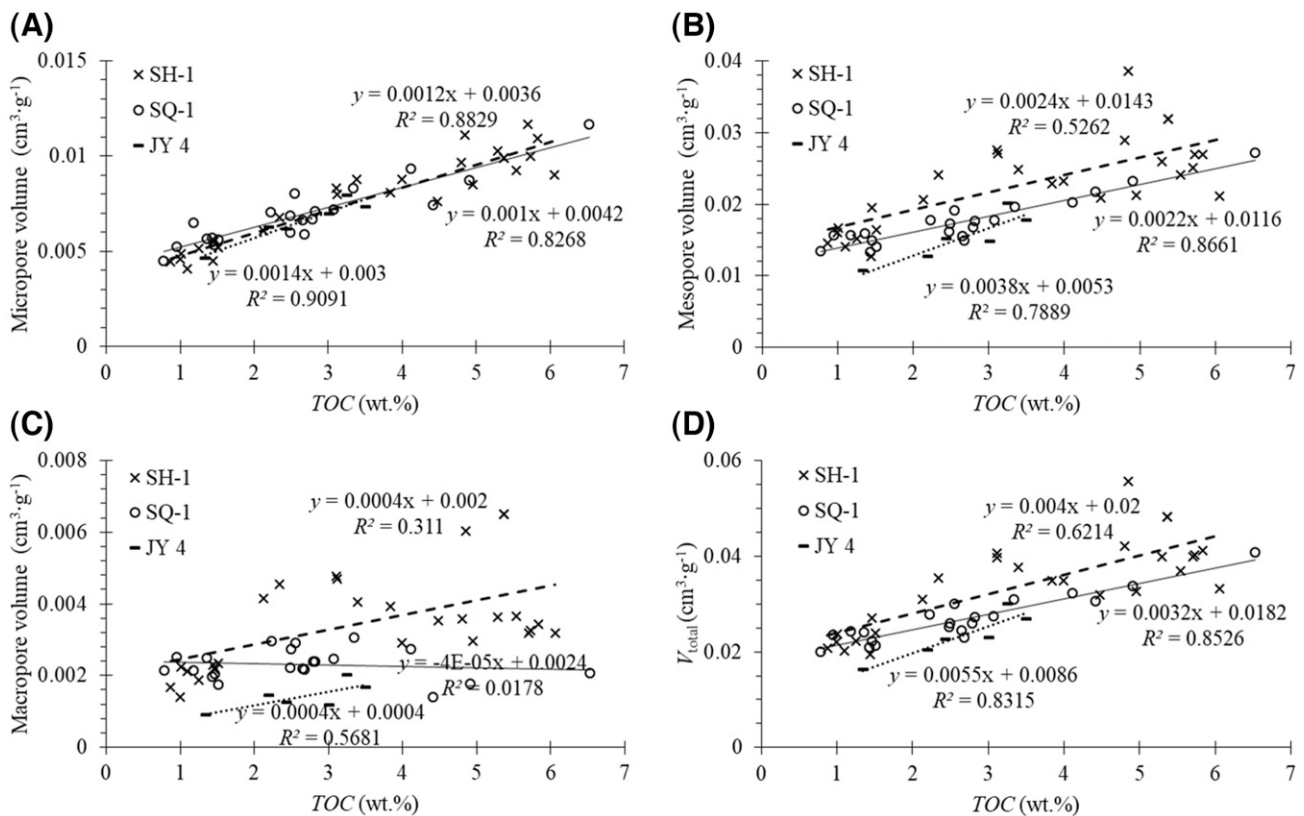 (A)
Micropore volume (cm³·g⁻¹)
0.015
0.01
0.005
0
× SH-1
○ SQ-1
- JY 4
y = 0.0012x + 0.0036
R² = 0.8829
y = 0.001x + 0.0042
R² = 0.8268
y = 0.0014x + 0.003
R² = 0.9091
0 1 2 3 4 5 6 7
TOC (wt.%)
(B)
Mesopore volume (cm³·g⁻¹)
0.04
0.03
0.02
0.01
0
× SH-1
○ SQ-1
- JY 4
y = 0.0024x + 0.0143
R² = 0.5262
y = 0.0022x + 0.0116
R² = 0.8661
y = 0.0038x + 0.0053
R² = 0.7889
0 1 2 3 4 5 6 7
TOC (wt.%)
(C)
Macropore volume (cm³·g⁻¹)
0.008
0.006
0.004
0.002
0
× SH-1
○ SQ-1
- JY 4
y = 0.0004x + 0.002
R² = 0.311
y = -4E-05x + 0.0024
R² = 0.0178
y = 0.0004x + 0.0004
R² = 0.5681
0 1 2 3 4 5 6 7
TOC (wt.%)
(D)
Vtotal (cm³·g⁻¹)
0.06
0.04
0.02
0
× SH-1
○ SQ-1
- JY 4
y = 0.004x + 0.02
R² = 0.6214
y = 0.0032x + 0.0182
R² = 0.8526
y = 0.0055x + 0.0086
R² = 0.8315
0 1 2 3 4 5 6 7
TOC (wt.%)